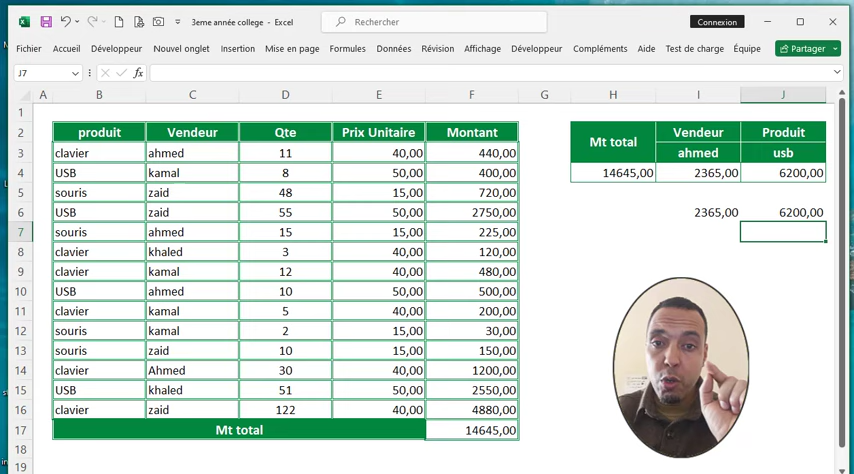 3eme année college - Excel
Rechercher
Connexion
Fichier Accueil Développeur Nouvel onglet Insertion Mise en page Formules Données Révision Affichage Développeur Compléments Aide Test de charge Équipe Partager
J7 fx
A B C D E F G H I J
1
2 produit Vendeur Qte Prix Unitaire Montant Mt total Vendeur Produit
3 clavier ahmed 11 40,00 440,00 ahmed usb
4 USB kamal 8 50,00 400,00 14645,00 2365,00 6200,00
5 souris zaid 48 15,00 720,00
6 USB zaid 55 50,00 2750,00 2365,00 6200,00
7 souris ahmed 15 15,00 225,00
8 clavier khaled 3 40,00 120,00
9 clavier kamal 12 40,00 480,00
10 USB ahmed 10 50,00 500,00
11 clavier kamal 5 40,00 200,00
12 souris kamal 2 15,00 30,00
13 souris zaid 10 15,00 150,00
14 clavier Ahmed 30 40,00 1200,00
15 USB khaled 51 50,00 2550,00
16 clavier zaid 122 40,00 4880,00
17 Mt total 14645,00
18
19